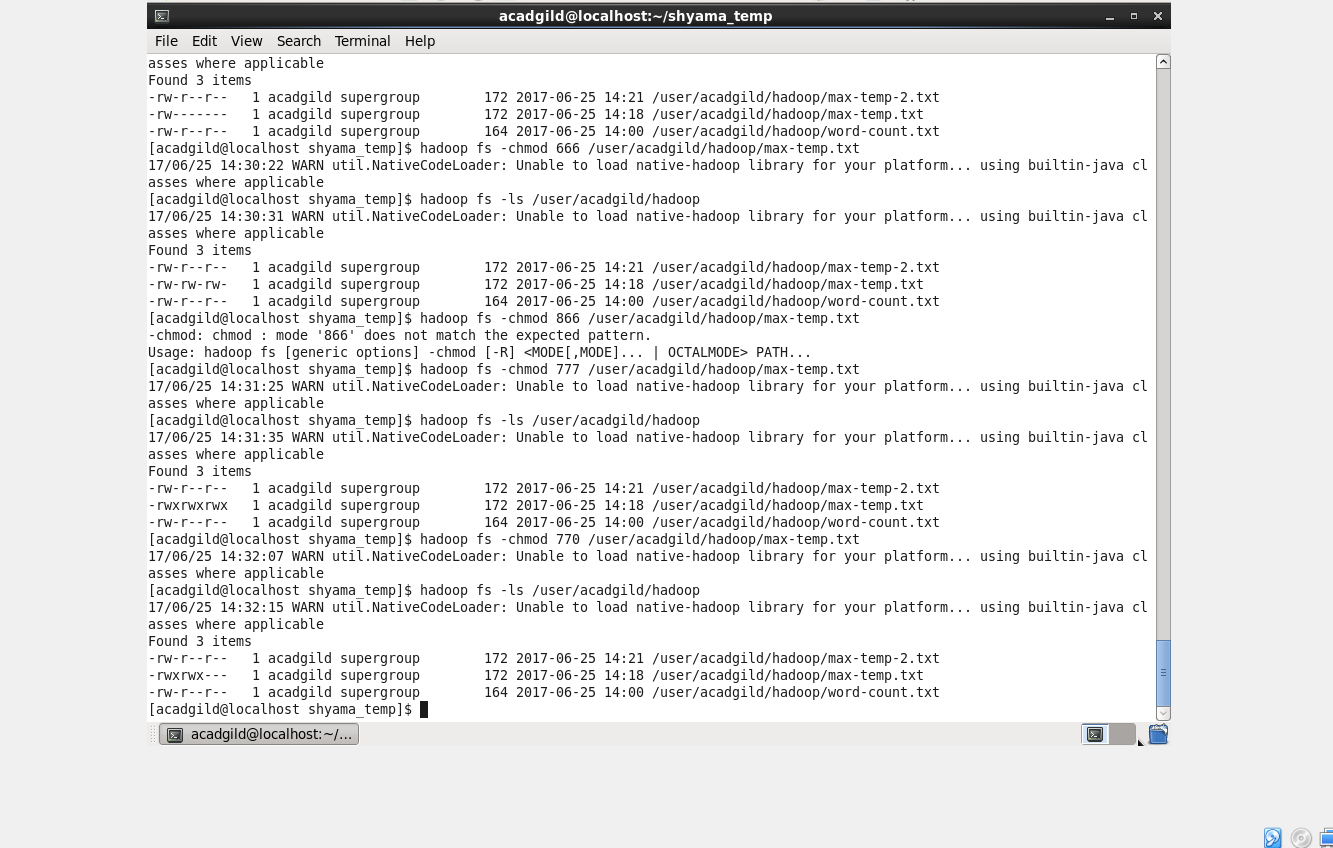 acadgild@localhost:~/shyama_temp
File Edit View Search Terminal Help
asses where applicable
Found 3 items
-rw-r--r--   1 acadgild supergroup        172 2017-06-25 14:21 /user/acadgild/hadoop/max-temp-2.txt
-rw-------   1 acadgild supergroup        172 2017-06-25 14:18 /user/acadgild/hadoop/max-temp.txt
-rw-r--r--   1 acadgild supergroup        164 2017-06-25 14:00 /user/acadgild/hadoop/word-count.txt
[acadgild@localhost shyama_temp]$ hadoop fs -chmod 666 /user/acadgild/hadoop/max-temp.txt
17/06/25 14:30:22 WARN util.NativeCodeLoader: Unable to load native-hadoop library for your platform... using builtin-java cl
asses where applicable
[acadgild@localhost shyama_temp]$ hadoop fs -ls /user/acadgild/hadoop
17/06/25 14:30:31 WARN util.NativeCodeLoader: Unable to load native-hadoop library for your platform... using builtin-java cl
asses where applicable
Found 3 items
-rw-r--r--   1 acadgild supergroup        172 2017-06-25 14:21 /user/acadgild/hadoop/max-temp-2.txt
-rw-rw-rw-   1 acadgild supergroup        172 2017-06-25 14:18 /user/acadgild/hadoop/max-temp.txt
-rw-r--r--   1 acadgild supergroup        164 2017-06-25 14:00 /user/acadgild/hadoop/word-count.txt
[acadgild@localhost shyama_temp]$ hadoop fs -chmod 866 /user/acadgild/hadoop/max-temp.txt
-chmod: chmod : mode '866' does not match the expected pattern.
Usage: hadoop fs [generic options] -chmod [-R] <MODE[,MODE]... | OCTALMODE> PATH...
[acadgild@localhost shyama_temp]$ hadoop fs -chmod 777 /user/acadgild/hadoop/max-temp.txt
17/06/25 14:31:25 WARN util.NativeCodeLoader: Unable to load native-hadoop library for your platform... using builtin-java cl
asses where applicable
[acadgild@localhost shyama_temp]$ hadoop fs -ls /user/acadgild/hadoop
17/06/25 14:31:35 WARN util.NativeCodeLoader: Unable to load native-hadoop library for your platform... using builtin-java cl
asses where applicable
Found 3 items
-rw-r--r--   1 acadgild supergroup        172 2017-06-25 14:21 /user/acadgild/hadoop/max-temp-2.txt
-rwxrwxrwx   1 acadgild supergroup        172 2017-06-25 14:18 /user/acadgild/hadoop/max-temp.txt
-rw-r--r--   1 acadgild supergroup        164 2017-06-25 14:00 /user/acadgild/hadoop/word-count.txt
[acadgild@localhost shyama_temp]$ hadoop fs -chmod 770 /user/acadgild/hadoop/max-temp.txt
17/06/25 14:32:07 WARN util.NativeCodeLoader: Unable to load native-hadoop library for your platform... using builtin-java cl
asses where applicable
[acadgild@localhost shyama_temp]$ hadoop fs -ls /user/acadgild/hadoop
17/06/25 14:32:15 WARN util.NativeCodeLoader: Unable to load native-hadoop library for your platform... using builtin-java cl
asses where applicable
Found 3 items
-rw-r--r--   1 acadgild supergroup        172 2017-06-25 14:21 /user/acadgild/hadoop/max-temp-2.txt
-rwxrwx---   1 acadgild supergroup        172 2017-06-25 14:18 /user/acadgild/hadoop/max-temp.txt
-rw-r--r--   1 acadgild supergroup        164 2017-06-25 14:00 /user/acadgild/hadoop/word-count.txt
[acadgild@localhost shyama_temp]$
acadgild@localhost:~/...